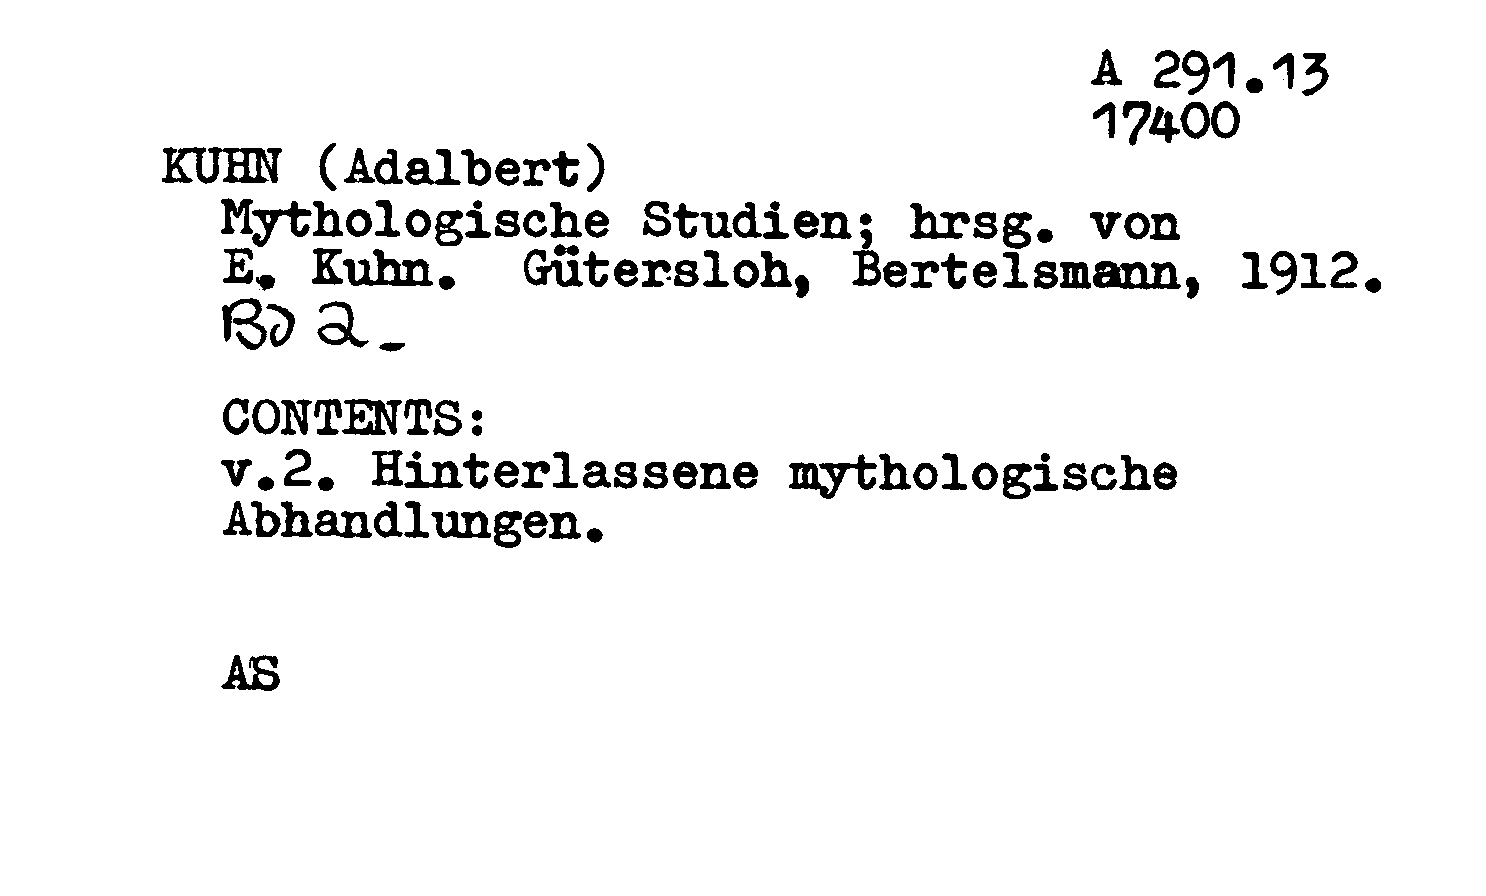 A 291.13
17400
KUHN (Adalbert)
Mythologische Studien; hrsg. von
E. Kuhn. Gütersloh, Bertelsmann, 1912.
Bd 2_
CONTENTS:
v.2. Hinterlassene mythologische
Abhandlungen.
AS